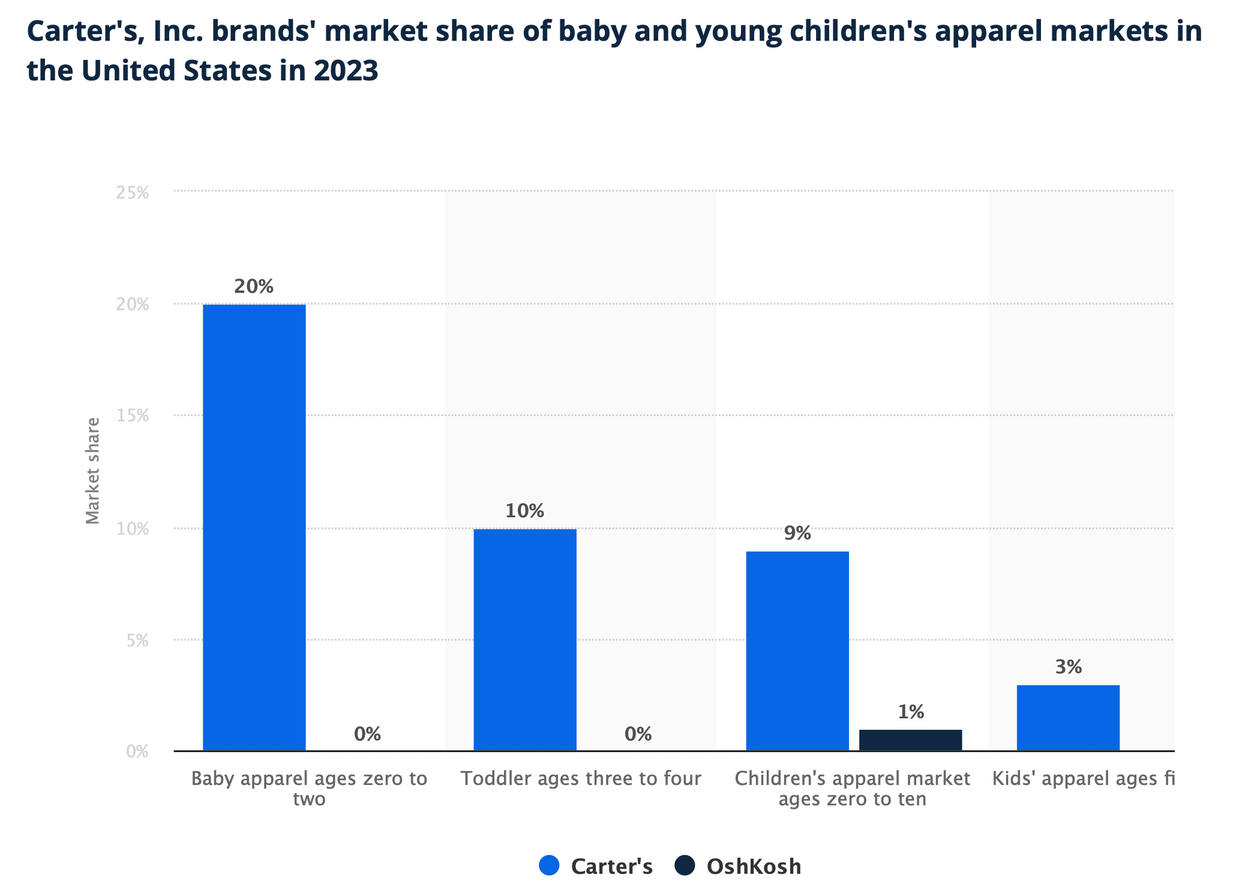 Carter's, Inc. brands' market share of baby and young children's apparel markets in
the United States in 2023
25%
20%
15%
10%
5%
0%
Market share
20%
0%
10%
0%
9%
1%
3%
Baby apparel ages zero to
two
Toddler ages three to four
Children's apparel market
ages zero to ten
Kids' apparel ages fi
Carter's
OshKosh